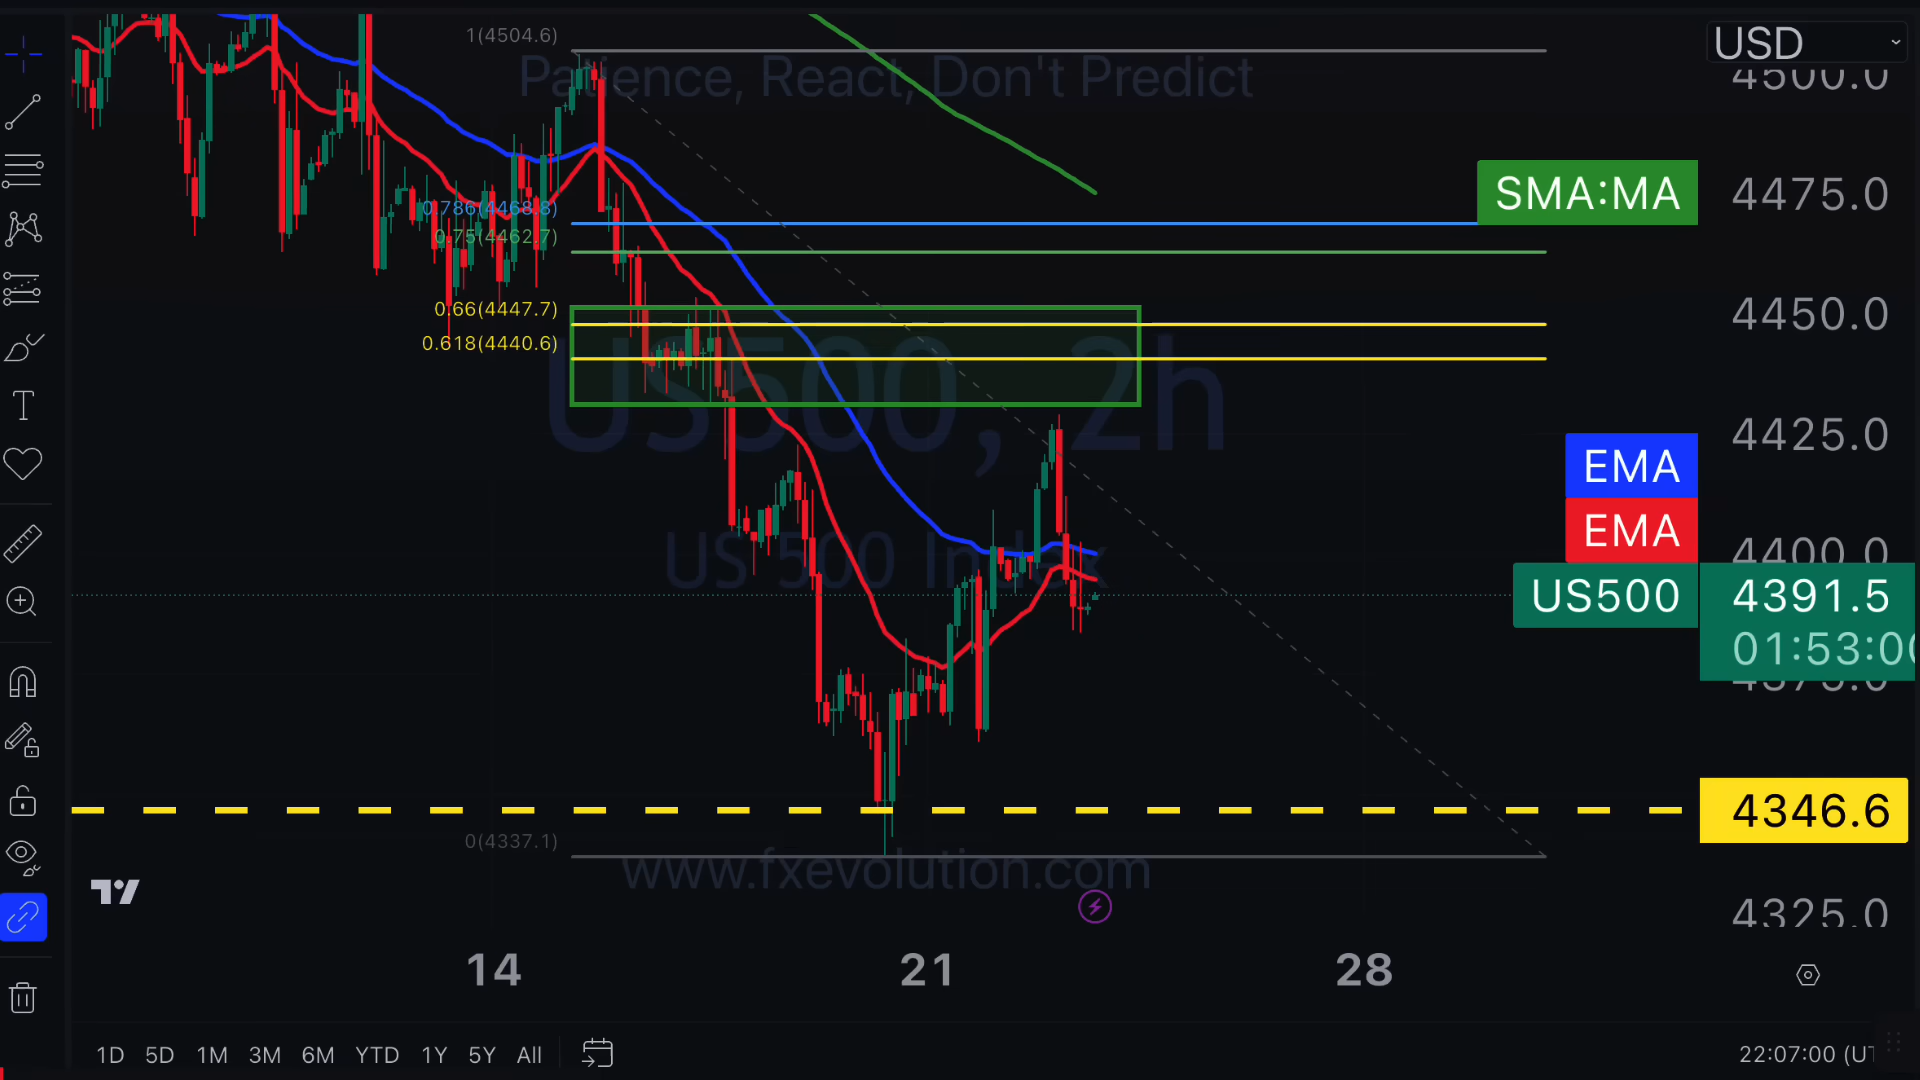 1(4504.6)
USD
4500.0
Patience, React, Don't Predict
SMA:MA
4475.0
0.786(4468.8)
0.75(4462.7)
0.66(4447.7)
4450.0
0.618(4440.6)
US500, 2h
4425.0
EMA
EMA
4400.0
US 500 Index
US500
4391.5
01:53:00
4375.0
4346.6
0(4337.1)
www.fxevolution.com
4325.0
14
21
28
1D 5D 1M 3M 6M YTD 1Y 5Y All
22:07:00 (UT